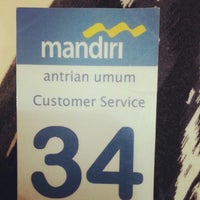 mandiri
antrian umum
Customer Service
34